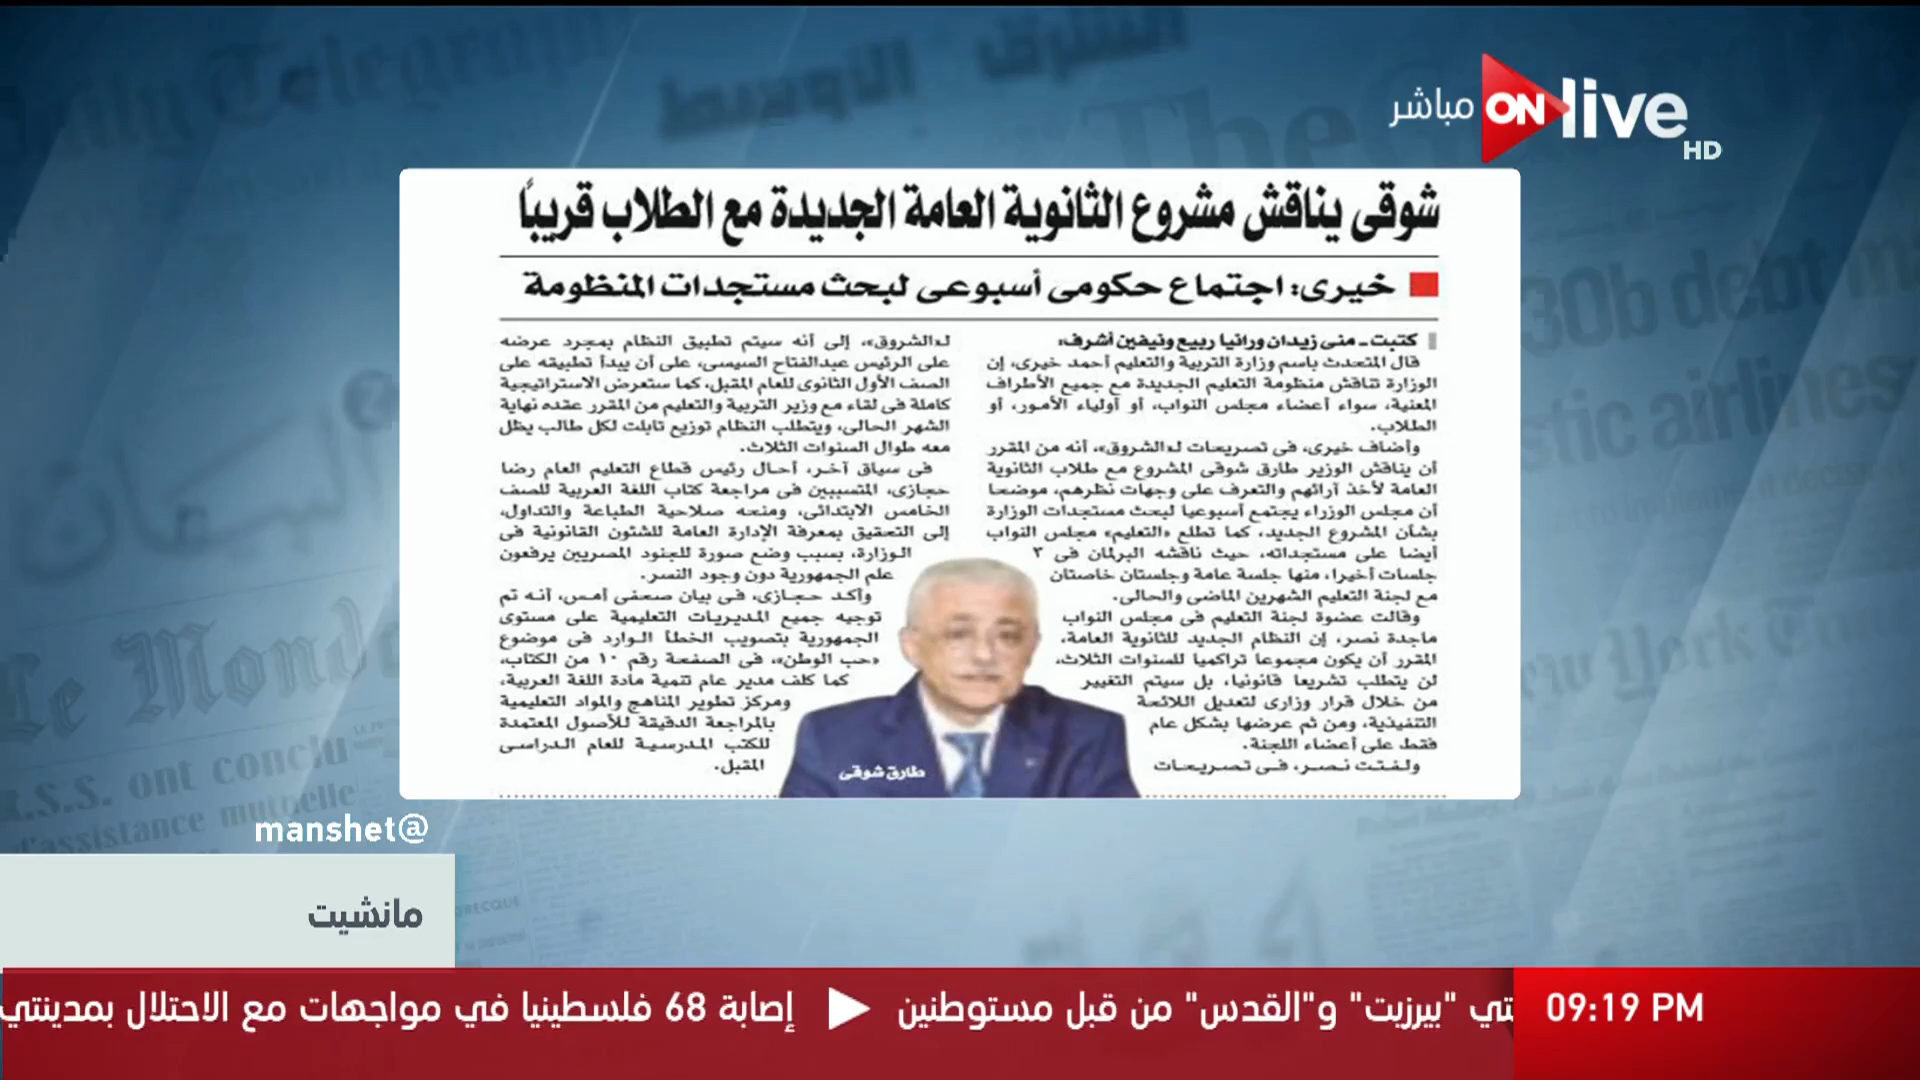 مباشر ON live
HD
شوقى يناقش مشروع الثانوية العامة الجديدة مع الطلاب قريبًا
خيرى: اجتماع حكومى أسبوعى لبحث مستجدات المنظومة
كتبت ـ منى زيدان ورانيا ربيع ونيفين أشرف:
قال المتحدث باسم وزارة التربية والتعليم أحمد خيرى، إن
الوزارة تناقش منظومة التعليم الجديدة مع جميع الأطراف
المعنية، سواء أعضاء مجلس النواب، أو أولياء الأمور، أو
الطلاب.
وأضاف خيرى، فى تصريحات لـ«الشروق»، أنه من المقرر
أن يناقش الوزير طارق شوقى المشروع مع طلاب الثانوية
العامة لأخذ آرائهم والتعرف على وجهات نظرهم، موضحا
أن مجلس الوزراء يجتمع أسبوعيا لبحث مستجدات الوزارة
بشأن المشروع الجديد، كما تطلع «التعليم» مجلس النواب
أيضا على مستجداته، حيث ناقشه البرلمان فى ٣
جلسات أخيرا، منها جلسة عامة وجلستان خاصتان
مع لجنة التعليم الشهرين الماضى والحالى.
وقالت عضوة لجنة التعليم فى مجلس النواب
ماجدة نصر، إن النظام الجديد للثانوية العامة،
المقرر أن يكون مجموعا تراكميا للسنوات الثلاث،
لن يتطلب تشريعا قانونيا، بل سيتم التغيير
من خلال قرار وزارى لتعديل اللائحة
التنفيذية، ومن ثم عرضها بشكل عام
فقط على أعضاء اللجنة.
ولفتت نصر، فى تصريحات
لـ«الشروق»، إلى أنه سيتم تطبيق النظام بمجرد عرضه
على الرئيس عبدالفتاح السيسى، على أن يبدأ تطبيقه على
الصف الأول الثانوى للعام المقبل، كما ستعرض الاستراتيجية
كاملة فى لقاء مع وزير التربية والتعليم من المقرر عقده نهاية
الشهر الحالى، ويتطلب النظام توزيع تابلت لكل طالب يظل
معه طوال السنوات الثلاث.
فى سياق آخر، أحال رئيس قطاع التعليم العام رضا
حجازى، المتسببين فى مراجعة كتاب اللغة العربية للصف
الخامس الابتدائى، ومنحه صلاحية الطباعة والتداول،
إلى التحقيق بمعرفة الإدارة العامة للشئون القانونية فى
الوزارة، بسبب وضع صورة للجنود المصريين يرفعون
علم الجمهورية دون وجود النسر.
وأكد حجازى، فى بيان صحفى أمس، أنه تم
توجيه جميع المديريات التعليمية على مستوى
الجمهورية بتصويب الخطأ الوارد فى موضوع
«حب الوطن»، فى الصفحة رقم ١٠ من الكتاب،
كما كلف مدير عام تنمية مادة اللغة العربية،
ومركز تطوير المناهج والمواد التعليمية
بالمراجعة الدقيقة للأصول المعتمدة
للكتب المدرسية للعام الدراسى
المقبل.
طارق شوقى
manshet@
مانشيت
تي "بيرزيت" و"القدس" من قبل مستوطنين
إصابة 68 فلسطينيا في مواجهات مع الاحتلال بمدينتي
09:19 PM